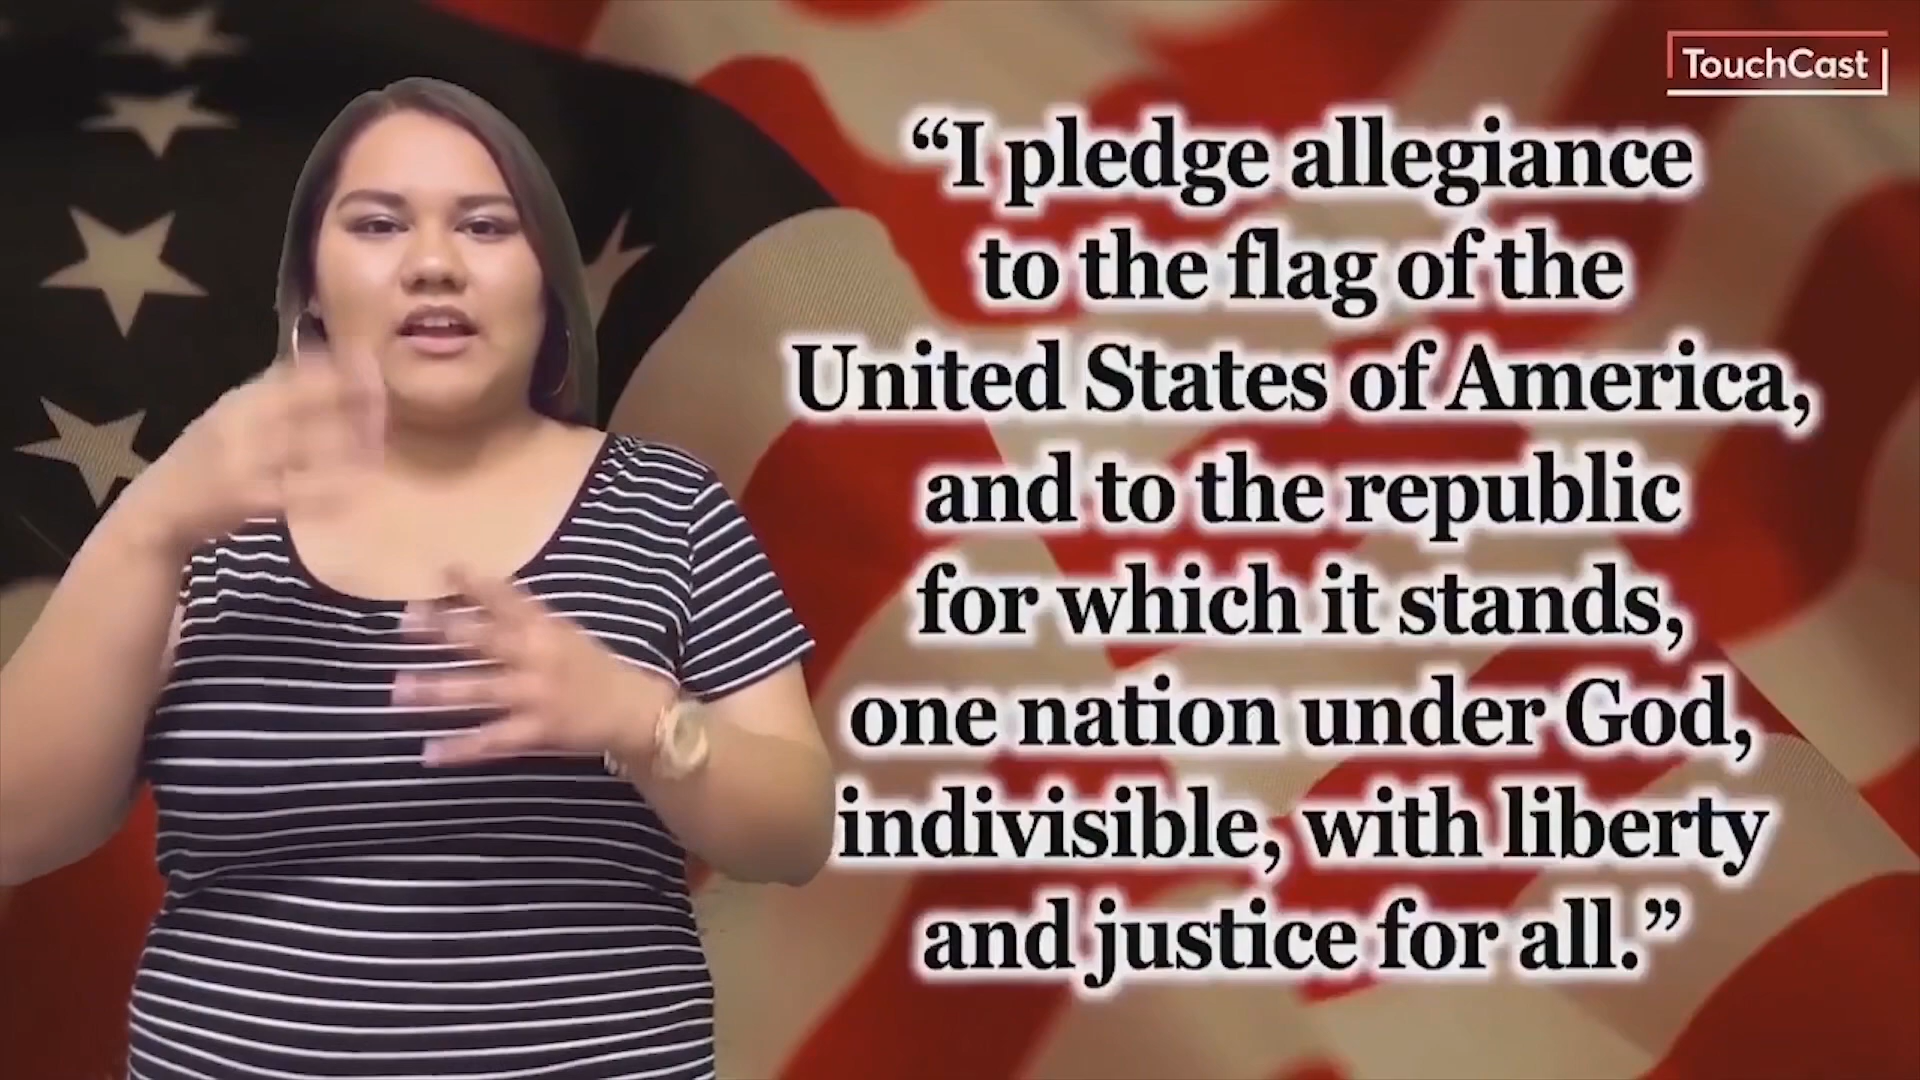 TouchCast
“I pledge allegiance
to the flag of the
United States of America,
and to the republic
for which it stands,
one nation under God,
indivisible, with liberty
and justice for all.”